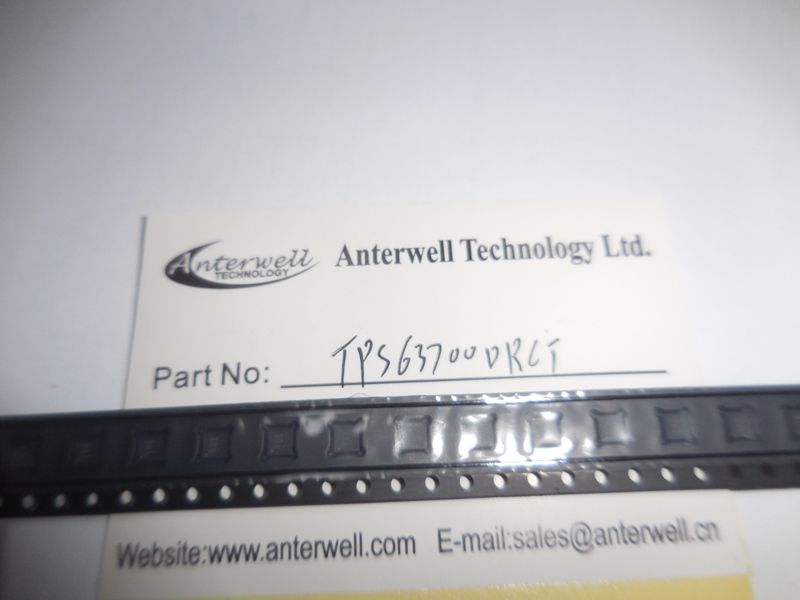 Anterwell
TECHNOLOGY
Anterwell Technology Ltd.
Part No: TPS63700DRCT
Website:www.anterwell.com E-mail:sales@anterwell.cn